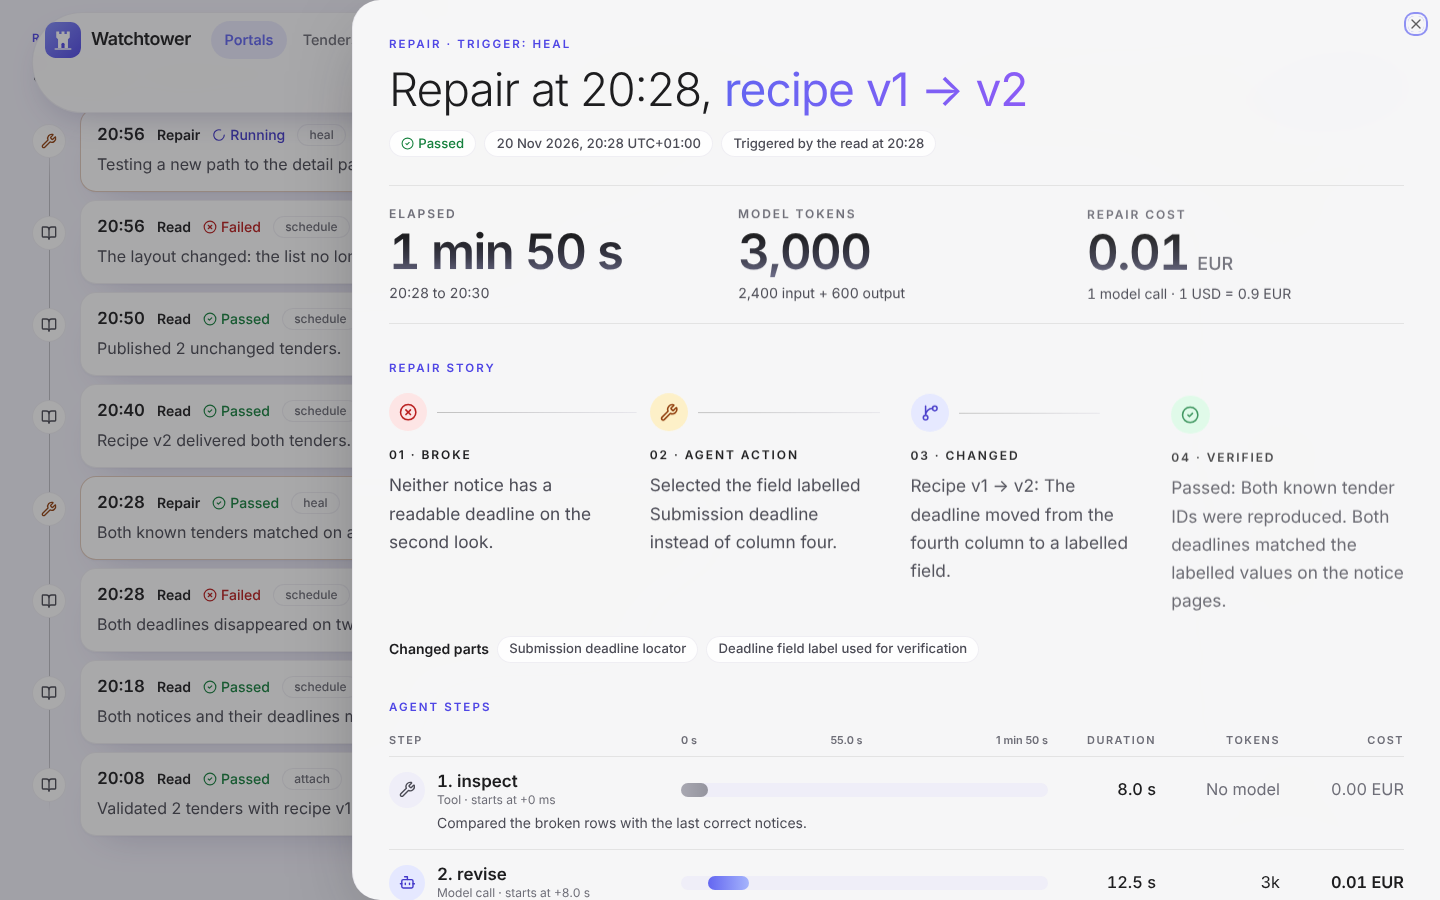 Watchtower
Portals
Tender
20:56 Repair Running heal
Testing a new path to the detail pa
20:56 Read Failed schedule
The layout changed: the list no lon
20:50 Read Passed schedule
Published 2 unchanged tenders.
20:40 Read Passed schedule
Recipe v2 delivered both tenders.
20:28 Repair Passed heal
Both known tenders matched on a
20:28 Read Failed schedule
Both deadlines disappeared on tw
20:18 Read Passed schedule
Both notices and their deadlines m
20:08 Read Passed attach
Validated 2 tenders with recipe v1
REPAIR · TRIGGER: HEAL
Repair at 20:28, recipe v1 → v2
Passed
20 Nov 2026, 20:28 UTC+01:00
Triggered by the read at 20:28
ELAPSED
1 min 50 s
20:28 to 20:30
MODEL TOKENS
3,000
2,400 input + 600 output
REPAIR COST
0.01 EUR
1 model call · 1 USD = 0.9 EUR
REPAIR STORY
01 · BROKE
Neither notice has a
readable deadline on the
second look.
02 · AGENT ACTION
Selected the field labelled
Submission deadline
instead of column four.
03 · CHANGED
Recipe v1 → v2: The
deadline moved from the
fourth column to a labelled
field.
04 · VERIFIED
Passed: Both known tender
IDs were reproduced. Both
deadlines matched the
labelled values on the notice
pages.
Changed parts
Submission deadline locator
Deadline field label used for verification
AGENT STEPS
STEP 0 s 55.0 s 1 min 50 s DURATION TOKENS COST
1. inspect 8.0 s No model 0.00 EUR
Tool · starts at +0 ms
Compared the broken rows with the last correct notices.
2. revise 12.5 s 3k 0.01 EUR
Model call · starts at +8.0 s